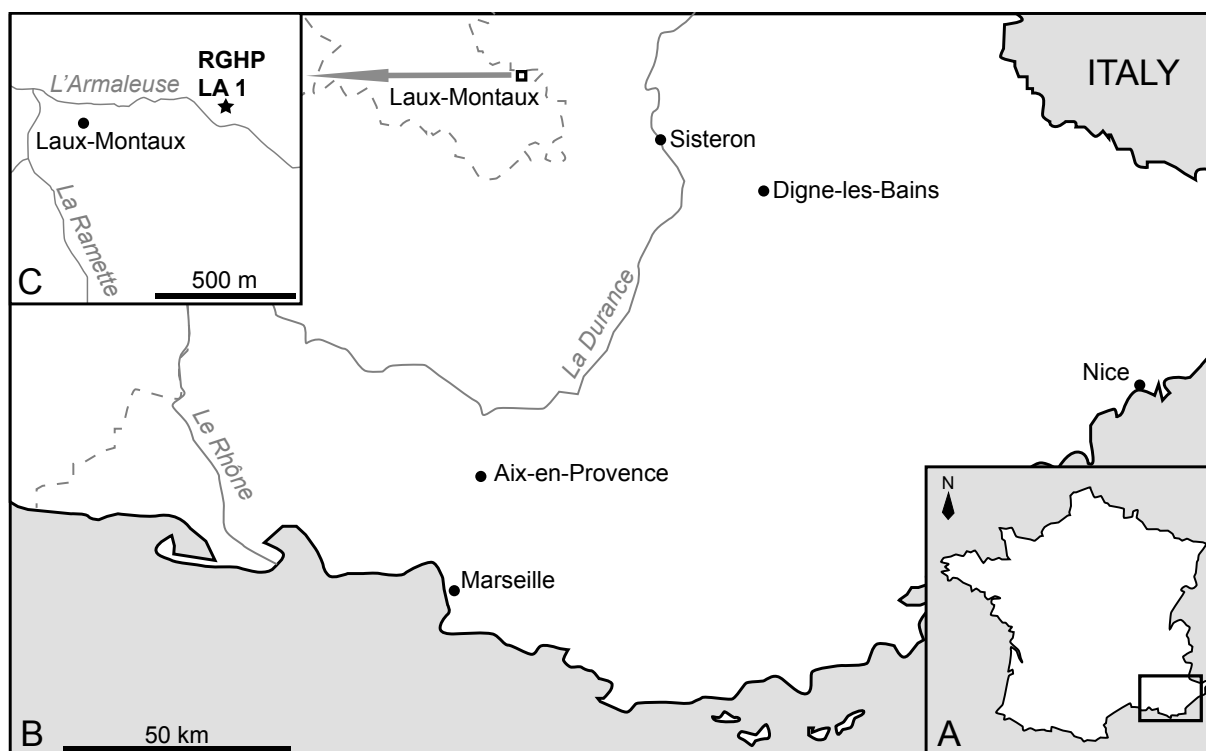 RGHP
LA 1
L'Armaleuse
Laux-Montaux
La Ramette
500 m
C
Laux-Montaux
ITALY
Sisteron
Digne-les-Bains
La Durance
Nice
Le Rhône
Aix-en-Provence
Marseille
N
B
50 km
A